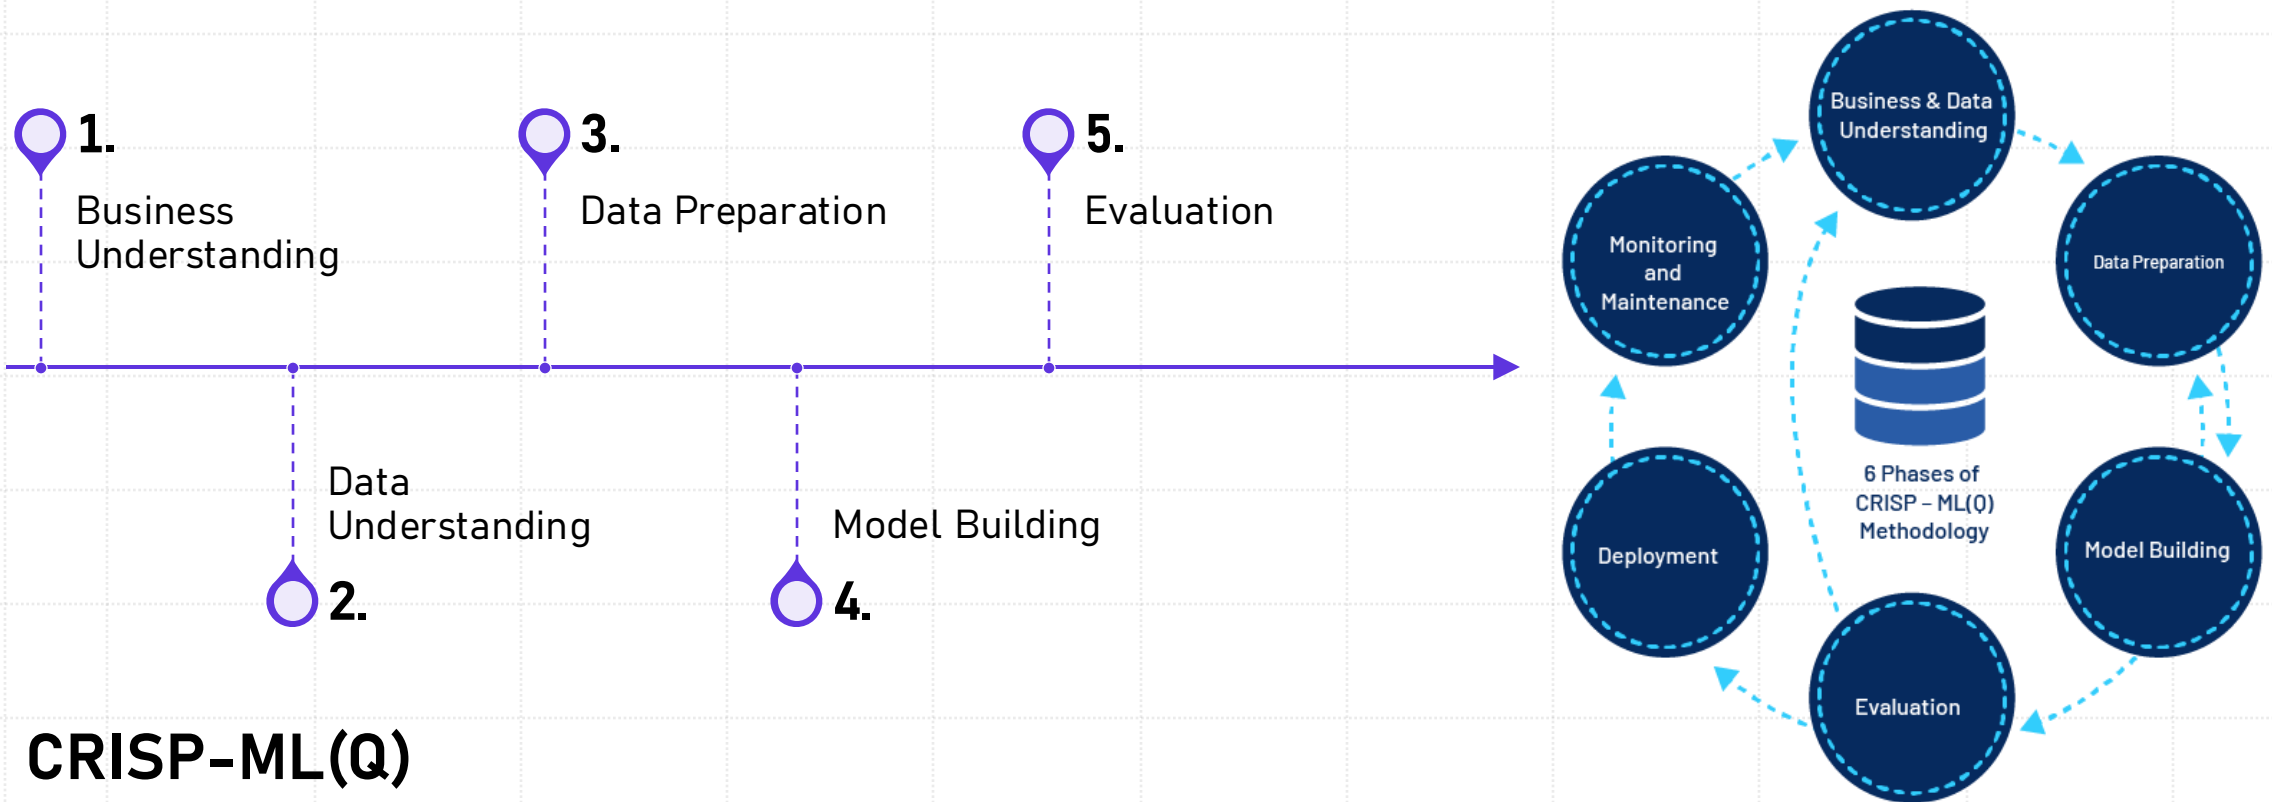 1.
Business
Understanding
2.
Data
Understanding
3.
Data Preparation
4.
Model Building
5.
Evaluation
CRISP-ML(Q)
Business & Data
Understanding
Data Preparation
Model Building
Evaluation
Deployment
Monitoring
and
Maintenance
6 Phases of
CRISP - ML(Q)
Methodology